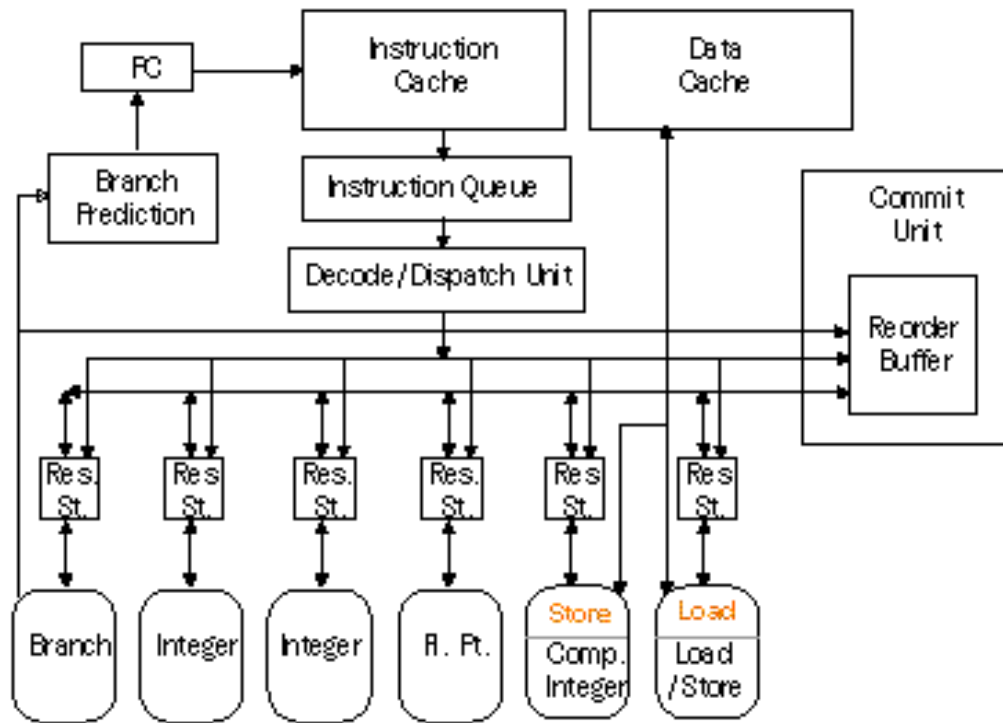 PC
Instruction
Cache
Data
Cache
Branch
Prediction
Instruction Queue
Commit
Unit
Decode/Dispatch Unit
Reorder
Buffer
Res.
St.
Res.
St.
Res.
St.
Res.
St.
Res
St.
Res
St.
Branch
Integer
Integer
Fl. Pt.
Store
Comp.
Integer
Load
Load
/Store